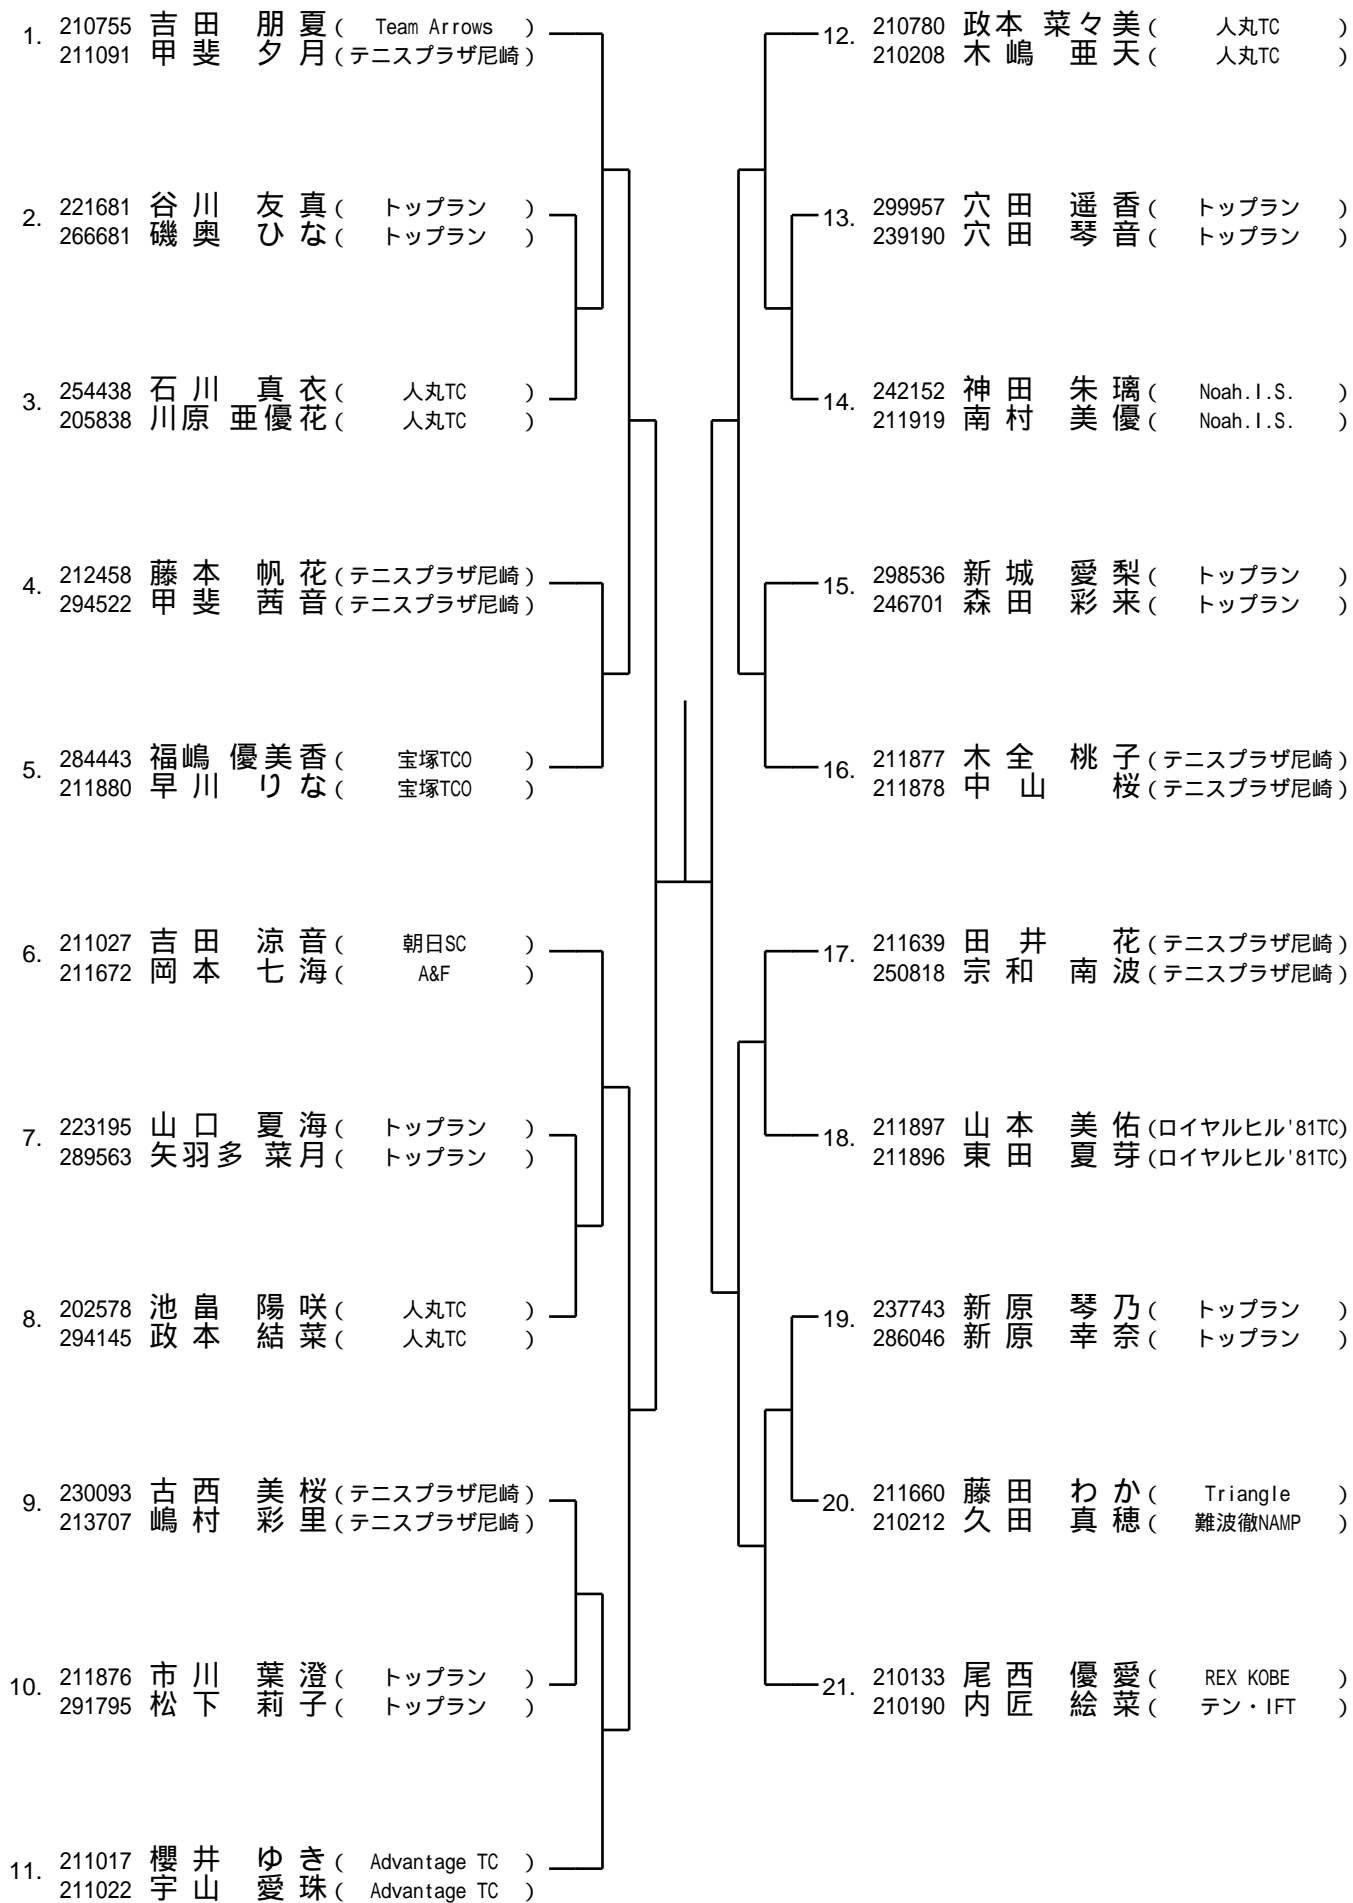 1. 210755 吉田 朋夏 ( Team Arrows )
211091 甲斐 夕月 (テニスプラザ尼崎)
2. 221681 谷川 友真 ( トップラン )
266681 磯奥 ひな ( トップラン )
3. 254438 石川 真衣 ( 人丸TC )
205838 川原 亜優花 ( 人丸TC )
4. 212458 藤本 帆花 (テニスプラザ尼崎)
294522 甲斐 茜音 (テニスプラザ尼崎)
5. 284443 福嶋 優美香 ( 宝塚TCO )
211880 早川 りな ( 宝塚TCO )
6. 211027 吉田 涼音 ( 朝日SC )
211672 岡本 七海 ( A&F )
7. 223195 山口 夏海 ( トップラン )
289563 矢羽多 菜月 ( トップラン )
8. 202578 池畠 陽咲 ( 人丸TC )
294145 政本 結菜 ( 人丸TC )
9. 230093 古西 美桜 (テニスプラザ尼崎)
213707 嶋村 彩里 (テニスプラザ尼崎)
10. 211876 市川 葉澄 ( トップラン )
291795 松下 莉子 ( トップラン )
11. 211017 櫻井 ゆき ( Advantage TC )
211022 宇山 愛珠 ( Advantage TC )
12. 210780 政本 菜々美 ( 人丸TC )
210208 木嶋 亜天 ( 人丸TC )
13. 299957 穴田 遥香 ( トップラン )
239190 穴田 琴音 ( トップラン )
14. 242152 神田 朱璃 ( Noah.I.S. )
211919 南村 美優 ( Noah.I.S. )
15. 298536 新城 愛梨 ( トップラン )
246701 森田 彩来 ( トップラン )
16. 211877 木全 桃子 (テニスプラザ尼崎)
211878 中山 桜 (テニスプラザ尼崎)
17. 211639 田井 花 (テニスプラザ尼崎)
250818 宗和 南波 (テニスプラザ尼崎)
18. 211897 山本 美佑 (ロイヤルヒル'81TC)
211896 東田 夏芽 (ロイヤルヒル'81TC)
19. 237743 新原 琴乃 ( トップラン )
286046 新原 幸奈 ( トップラン )
20. 211660 藤田 わか ( Triangle )
210212 久田 真穂 ( 難波徹NAMP )
21. 210133 尾西 優愛 ( REX KOBE )
210190 内匠 絵菜 ( テン・IFT )